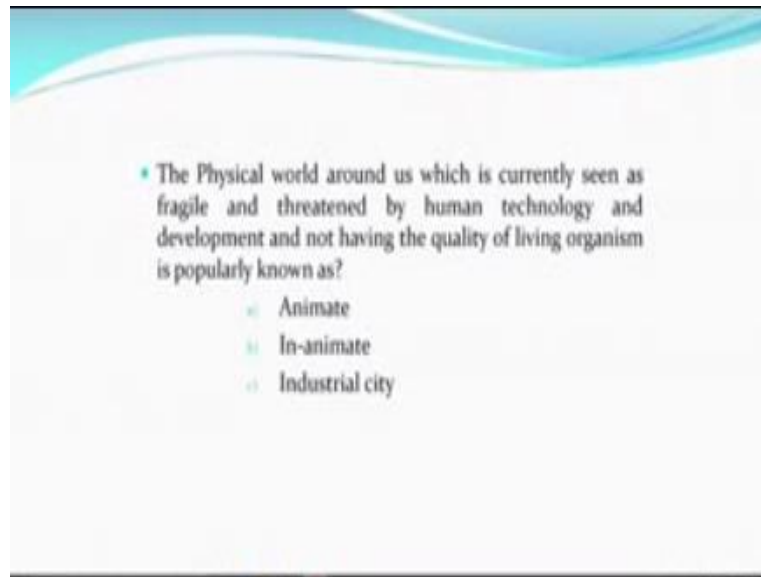 • The Physical world around us which is currently seen as
fragile and threatened by human technology and
development and not having the quality of living organism
is popularly known as?
a) Animate
b) In-animate
c) Industrial city